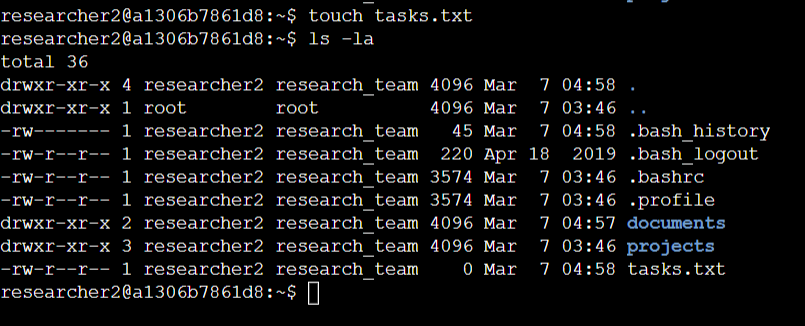 researcher2@a1306b7861d8:~$ touch tasks.txt
researcher2@a1306b7861d8:~$ ls -la
total 36
drwxr-xr-x 4 researcher2 research_team 4096 Mar  7 04:58 .
drwxr-xr-x 1 root        root          4096 Mar  7 03:46 ..
-rw------- 1 researcher2 research_team   45 Mar  7 04:58 .bash_history
-rw-r--r-- 1 researcher2 research_team  220 Apr 18  2019 .bash_logout
-rw-r--r-- 1 researcher2 research_team 3574 Mar  7 03:46 .bashrc
-rw-r--r-- 1 researcher2 research_team 3574 Mar  7 03:46 .profile
drwxr-xr-x 2 researcher2 research_team 4096 Mar  7 04:57 documents
drwxr-xr-x 3 researcher2 research_team 4096 Mar  7 03:46 projects
-rw-r--r-- 1 researcher2 research_team    0 Mar  7 04:58 tasks.txt
researcher2@a1306b7861d8:~$